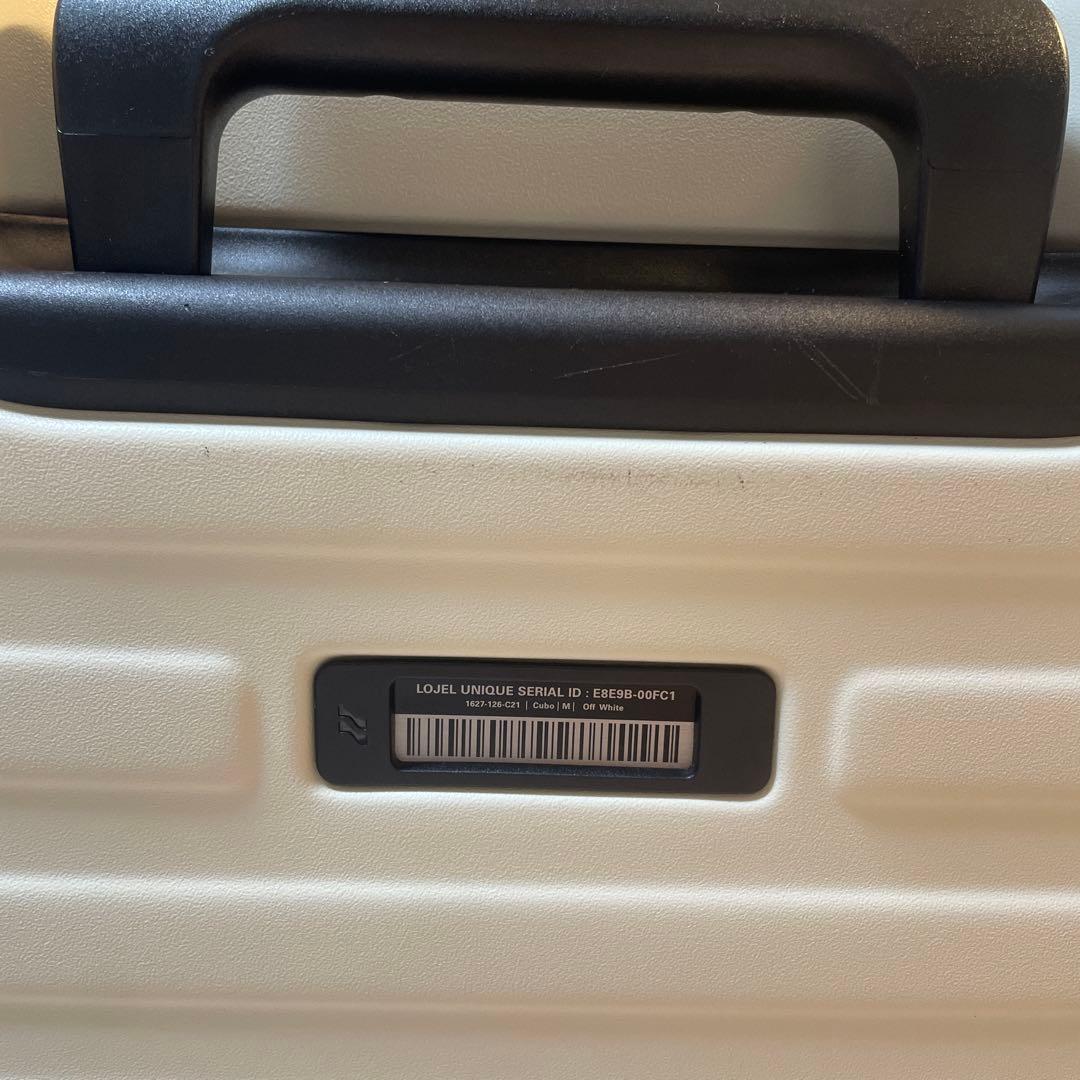 LOJEL UNIQUE SERIAL ID : E8E9B-00FC1
1627-126-C21 | Cubo | M | Off White